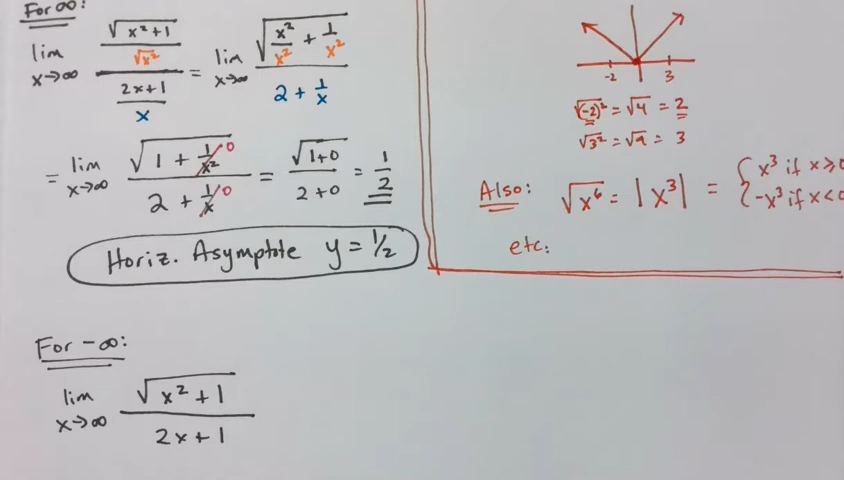 For ∞:
lim x→∞ (√(x²+1) / √x²) / ((2x+1) / x) = lim x→∞ √(x²/x² + 1/x²) / (2 + 1/x)
= lim x→∞ √(1 + 1/x² 0) / (2 + 1/x 0) = √(1+0) / (2+0) = 1/2
Horiz. Asymptote y = 1/2
For -∞:
lim x→∞ √(x²+1) / (2x+1)
-2 3
√(-2)² = √4 = 2
√3² = √9 = 3
Also: √x⁶ = |x³| = { x³ if x≥0
-x³ if x<0
etc: